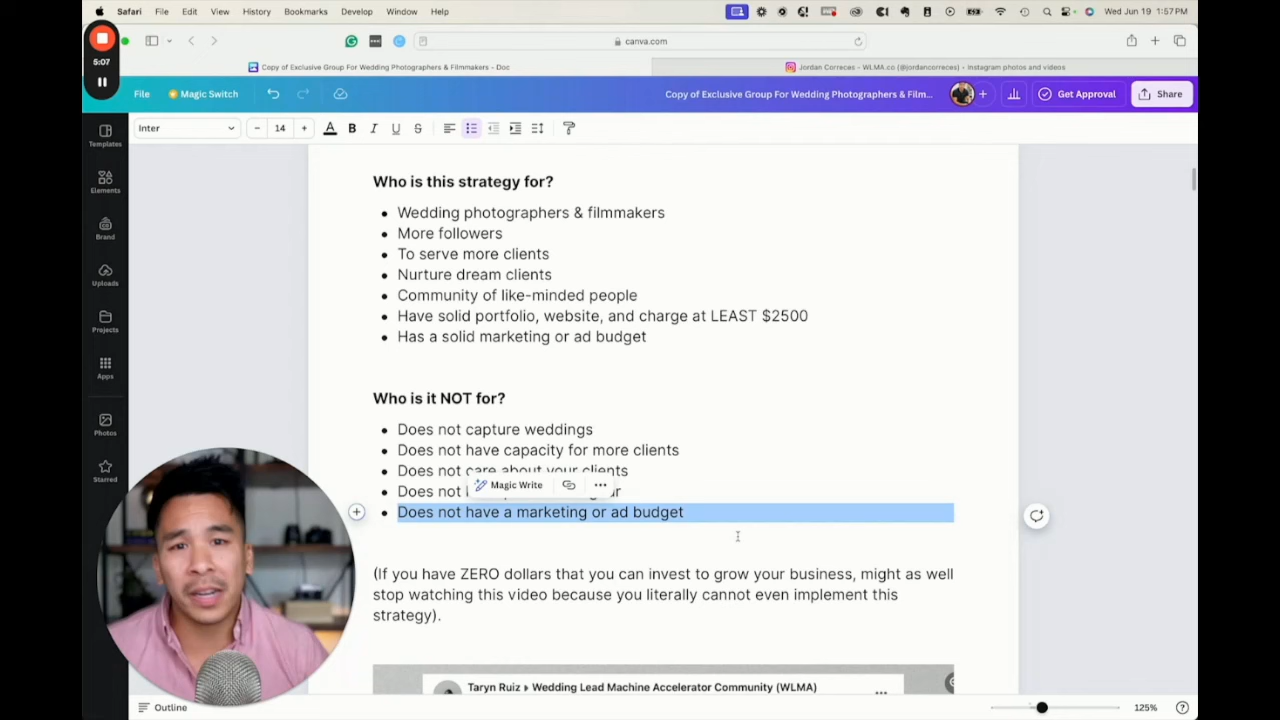 Safari File Edit View History Bookmarks Develop Window Help Wed Jun 19 1:57 PM
5:07
canva.com
Copy of Exclusive Group For Wedding Photographers & Filmmakers - Doc
Jordan Correces - WLMA.co (@jordancorreces) • Instagram photos and videos
File Magic Switch Copy of Exclusive Group For Wedding Photographers & Film... Get Approval Share
Inter 14 A B I U S
Templates
Elements
Brand
Uploads
Projects
Apps
Photos
Starred
Who is this strategy for?
• Wedding photographers & filmmakers
• More followers
• To serve more clients
• Nurture dream clients
• Community of like-minded people
• Have solid portfolio, website, and charge at LEAST $2500
• Has a solid marketing or ad budget
Who is it NOT for?
• Does not capture weddings
• Does not have capacity for more clients
• Does not care about your clients
Magic Write
• Does not
• Does not have a marketing or ad budget
(If you have ZERO dollars that you can invest to grow your business, might as well
stop watching this video because you literally cannot even implement this
strategy).
Taryn Ruiz ▸ Wedding Lead Machine Accelerator Community (WLMA)
Outline 125%